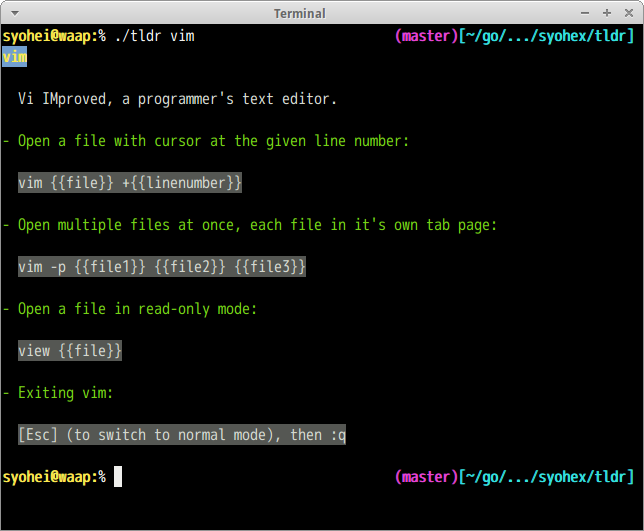 Terminal
syohei@waap:% ./tldr vim (master)[~/go/.../syohex/tldr]
vim
Vi IMproved, a programmer's text editor.
- Open a file with cursor at the given line number:
vim {{file}} +{{linenumber}}
- Open multiple files at once, each file in it's own tab page:
vim -p {{file1}} {{file2}} {{file3}}
- Open a file in read-only mode:
view {{file}}
- Exiting vim:
[Esc] (to switch to normal mode), then :q
syohei@waap:% (master)[~/go/.../syohex/tldr]